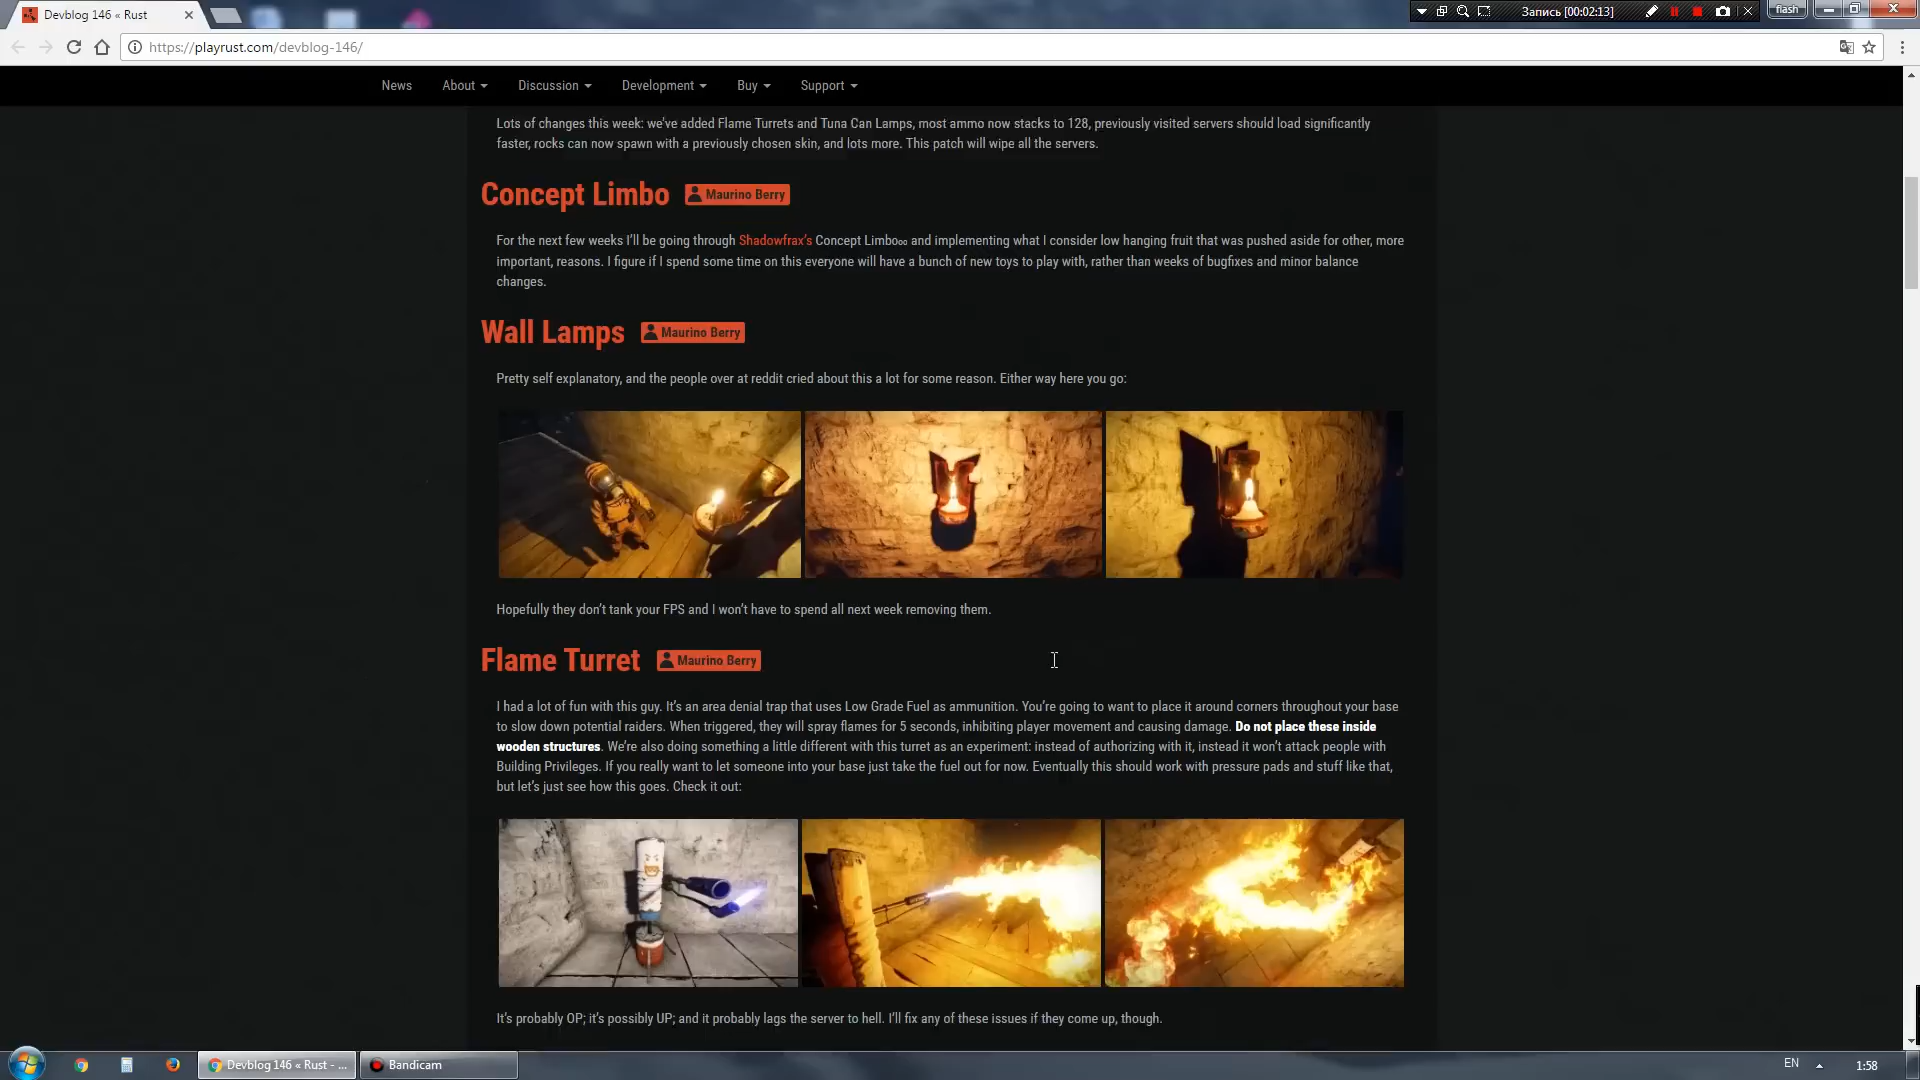 Devblog 146 « Rust
Запись [00:02:13]
flash
https://playrust.com/devblog-146/
News About Discussion Development Buy Support
Lots of changes this week: we've added Flame Turrets and Tuna Can Lamps, most ammo now stacks to 128, previously visited servers should load significantly
faster, rocks can now spawn with a previously chosen skin, and lots more. This patch will wipe all the servers.
Concept Limbo Maurino Berry
For the next few weeks I'll be going through Shadowfrax's Concept Limbo and implementing what I consider low hanging fruit that was pushed aside for other, more
important, reasons. I figure if I spend some time on this everyone will have a bunch of new toys to play with, rather than weeks of bugfixes and minor balance
changes.
Wall Lamps Maurino Berry
Pretty self explanatory, and the people over at reddit cried about this a lot for some reason. Either way here you go:
Hopefully they don't tank your FPS and I won't have to spend all next week removing them.
Flame Turret Maurino Berry
I had a lot of fun with this guy. It's an area denial trap that uses Low Grade Fuel as ammunition. You're going to want to place it around corners throughout your base
to slow down potential raiders. When triggered, they will spray flames for 5 seconds, inhibiting player movement and causing damage. Do not place these inside
wooden structures. We're also doing something a little different with this turret as an experiment: instead of authorizing with it, instead it won't attack people with
Building Privileges. If you really want to let someone into your base just take the fuel out for now. Eventually this should work with pressure pads and stuff like that,
but let's just see how this goes. Check it out:
It's probably OP; it's possibly UP; and it probably lags the server to hell. I'll fix any of these issues if they come up, though.
Devblog 146 « Rust - ...
Bandicam
EN
1:58